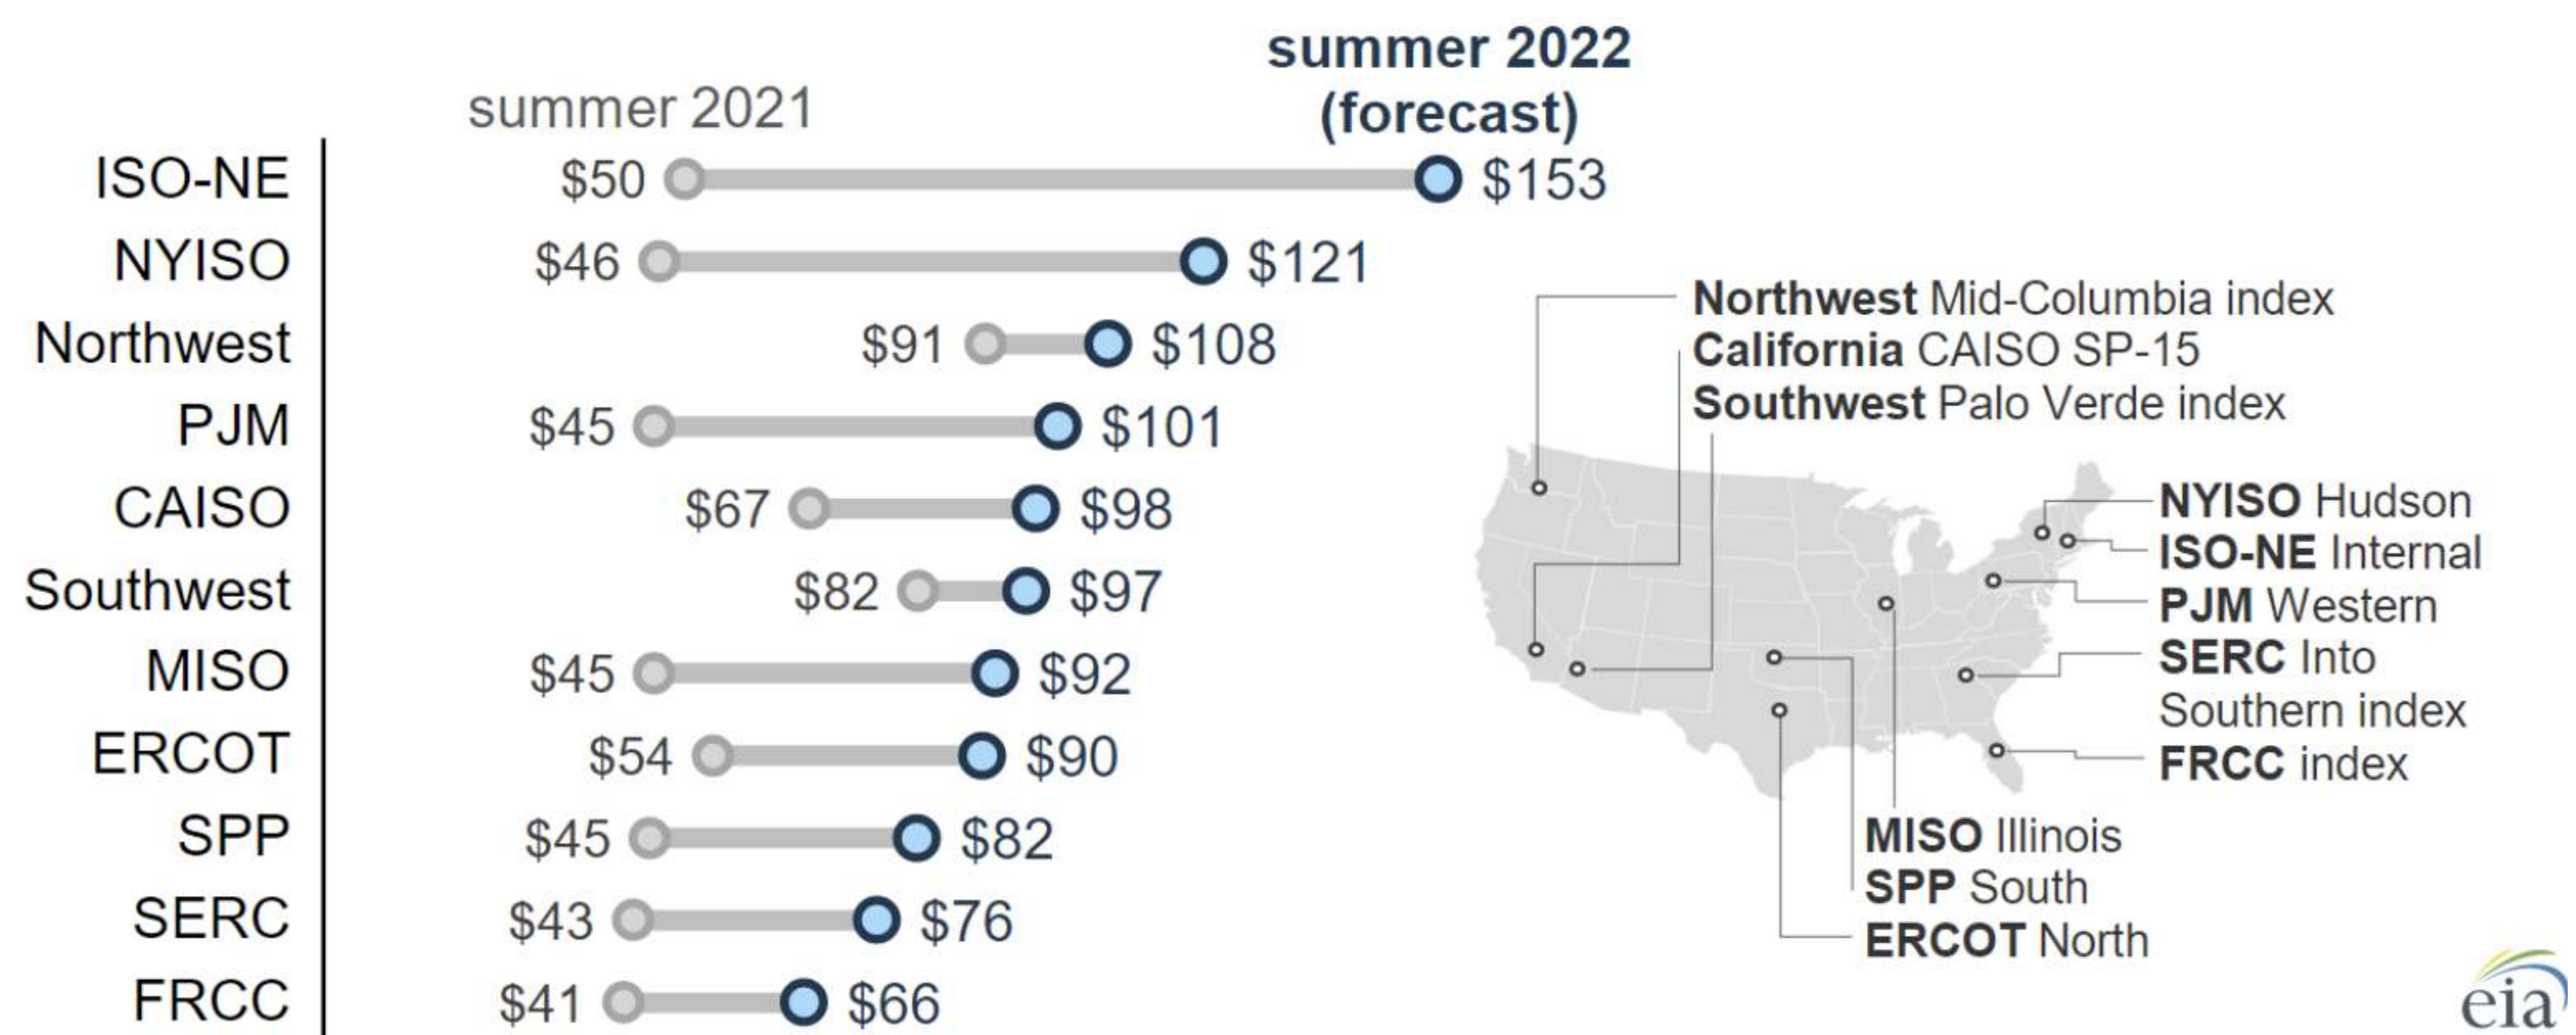 summer 2021
summer 2022
(forecast)
ISO-NE $50 $153
NYISO $46 $121
Northwest $91 $108
PJM $45 $101
CAISO $67 $98
Southwest $82 $97
MISO $45 $92
ERCOT $54 $90
SPP $45 $82
SERC $43 $76
FRCC $41 $66
Northwest Mid-Columbia index
California CAISO SP-15
Southwest Palo Verde index
NYISO Hudson
ISO-NE Internal
PJM Western
SERC Into
Southern index
FRCC index
MISO Illinois
SPP South
ERCOT North
eia